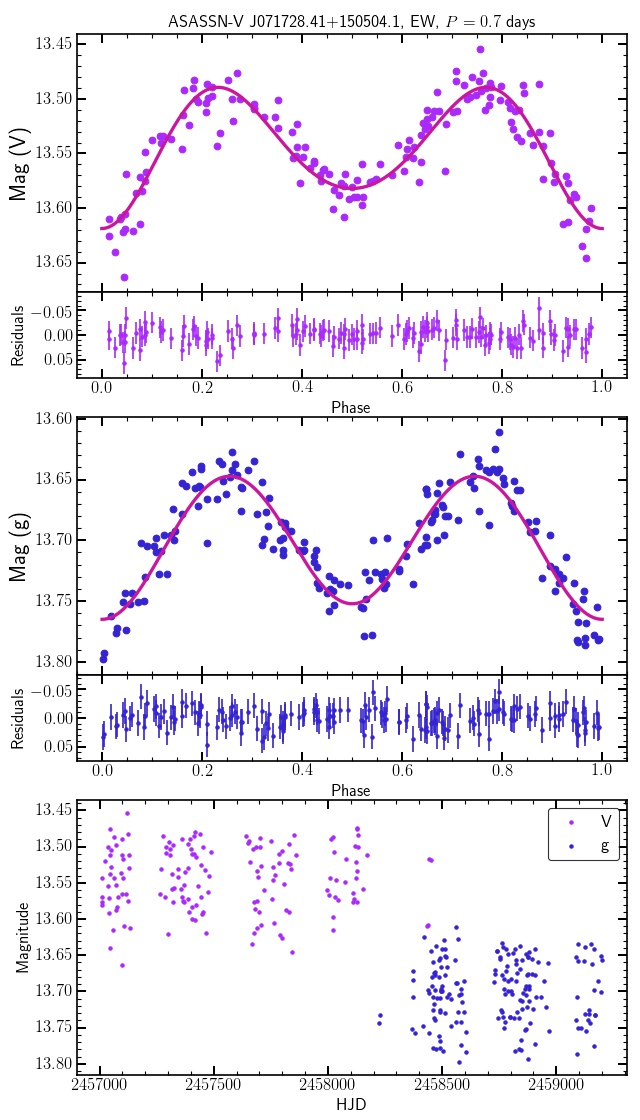 ASASSN-V J071728.41+150504.1, EW, P = 0.7 days
13.45
13.50
13.55
13.60
13.65
Mag (V)
−0.05
0.00
0.05
Residuals
0.0 0.2 0.4 0.6 0.8 1.0
Phase
13.60
13.65
13.70
13.75
13.80
Mag (g)
−0.05
0.00
0.05
Residuals
0.0 0.2 0.4 0.6 0.8 1.0
Phase
V
g
13.45
13.50
13.55
13.60
13.65
13.70
13.75
13.80
Magnitude
2457000 2457500 2458000 2458500 2459000
HJD